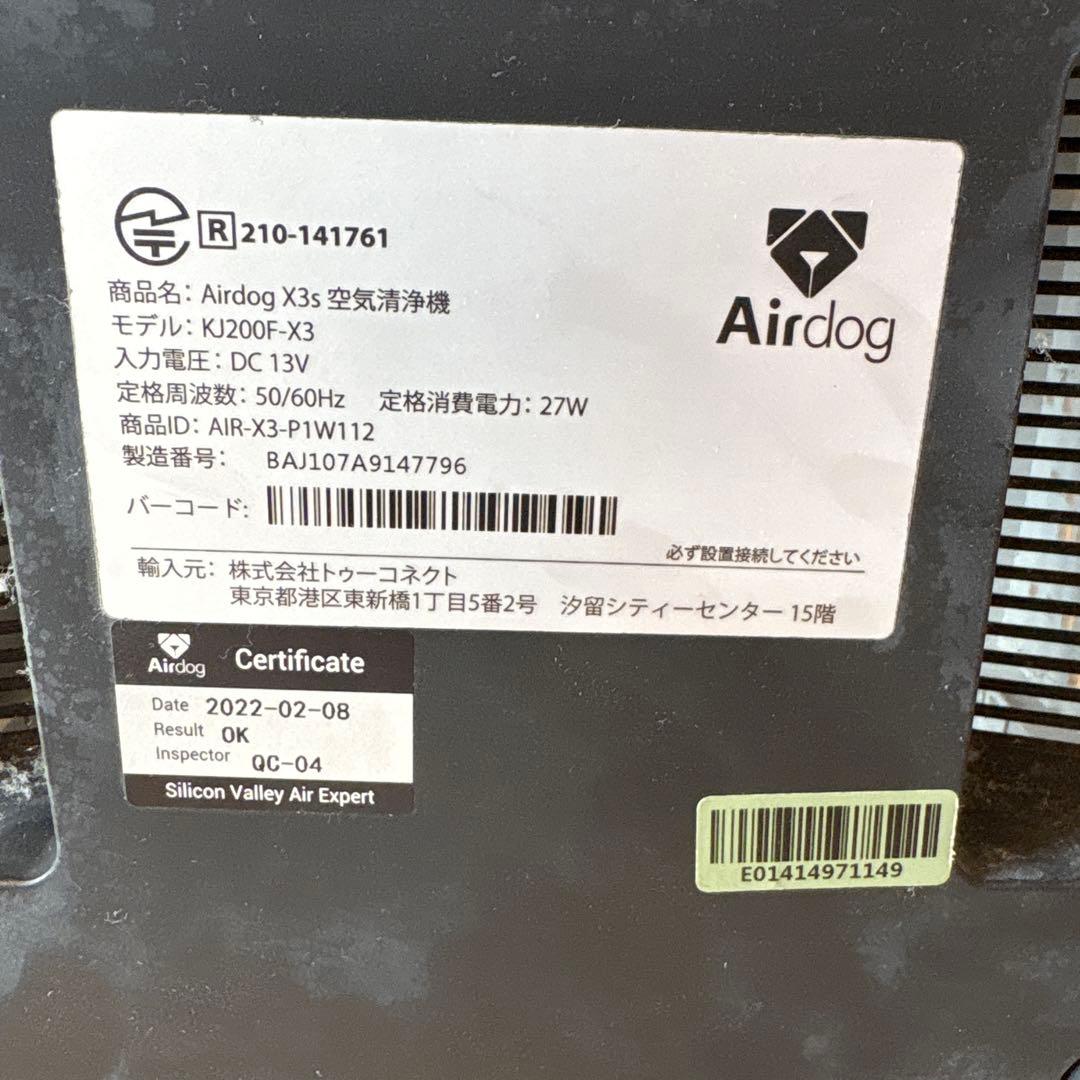 R 210-141761
Airdog
商品名: Airdog X3s 空気清浄機
モデル: KJ200F-X3
入力電圧: DC 13V
定格周波数: 50/60Hz 定格消費電力: 27W
商品ID: AIR-X3-P1W112
製造番号: BAJ107A9147796
バーコード:
必ず設置接続してください
輸入元: 株式会社トゥーコネクト
東京都港区東新橋1丁目5番2号 汐留シティーセンター 15階
Airdog Certificate
Date 2022-02-08
Result OK
Inspector QC-04
Silicon Valley Air Expert
E01414971149